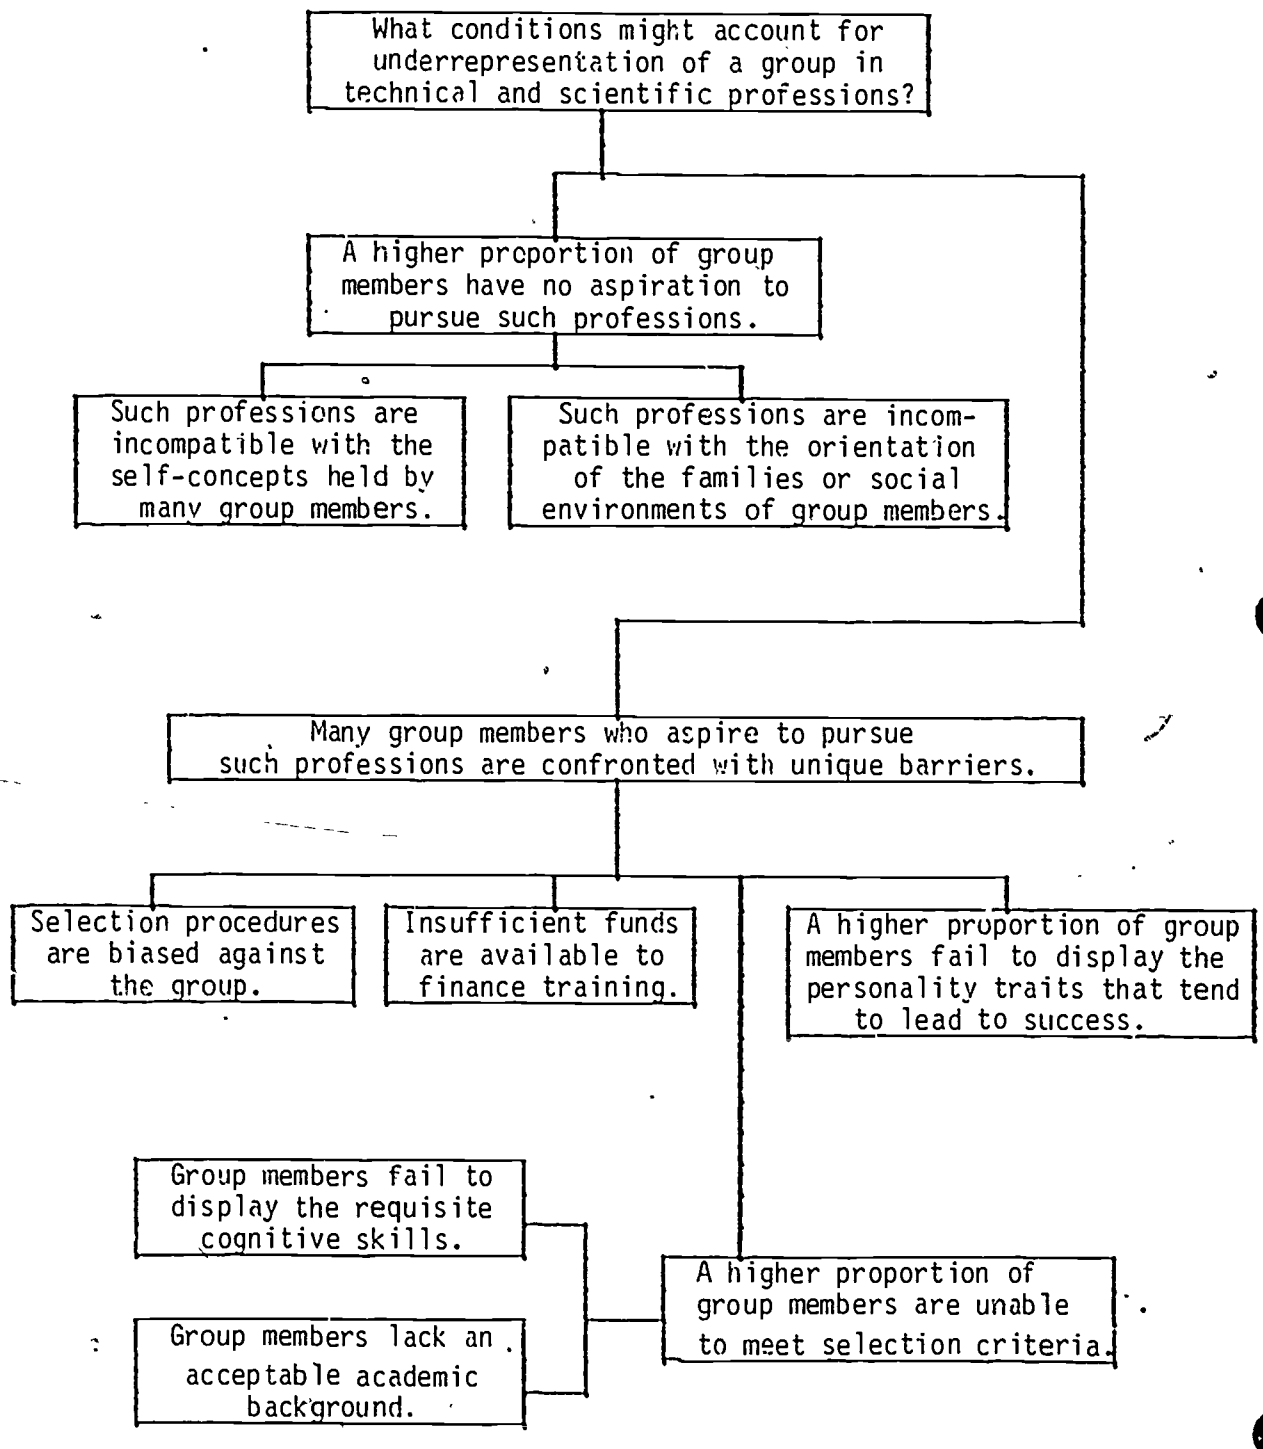 What conditions might account for
underrepresentation of a group in
technical and scientific professions?
A higher proportion of group
members have no aspiration to
pursue such professions.
Such professions are
incompatible with the
self-concepts held by
many group members.
Such professions are incom-
patible with the orientation
of the families or social
environments of group members.
Many group members who aspire to pursue
such professions are confronted with unique barriers.
Selection procedures
are biased against
the group.
Insufficient funds
are available to
finance training.
A higher proportion of group
members fail to display the
personality traits that tend
to lead to success.
Group members fail to
display the requisite
cognitive skills.
A higher proportion of
group members are unable
to meet selection criteria.
Group members lack an
acceptable academic
background.